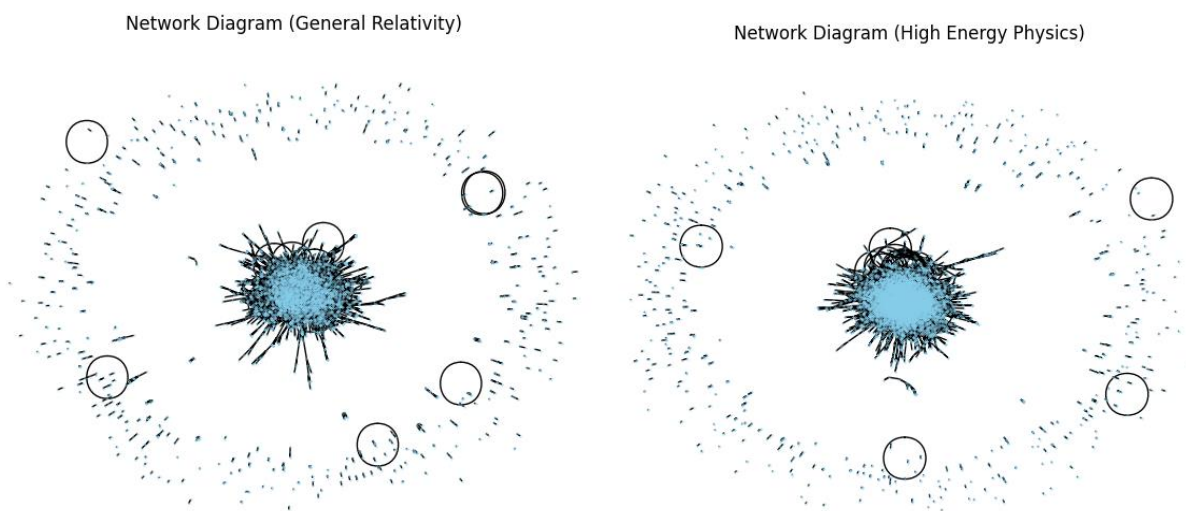 Network Diagram (General Relativity)
Network Diagram (High Energy Physics)